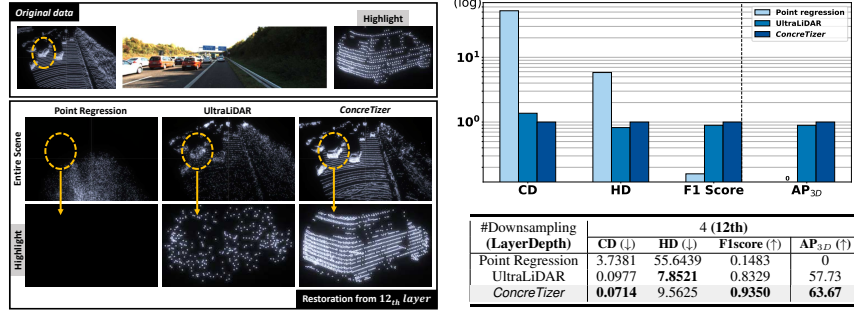 Original data
Highlight
Point Regression UltraLiDAR ConcreTizer
Entire Scene
Highlight
Restoration from 12th layer
(log)
10¹
10⁰
Point regression
UltraLiDAR
ConcreTizer
0
CD HD F1 Score AP3D
#Downsampling 4 (12th)
(LayerDepth) CD (↓) HD (↓) F1score (↑) AP3D (↑)
Point Regression 3.7381 55.6439 0.1483 0
UltraLiDAR 0.0977 7.8521 0.8329 57.73
ConcreTizer 0.0714 9.5625 0.9350 63.67